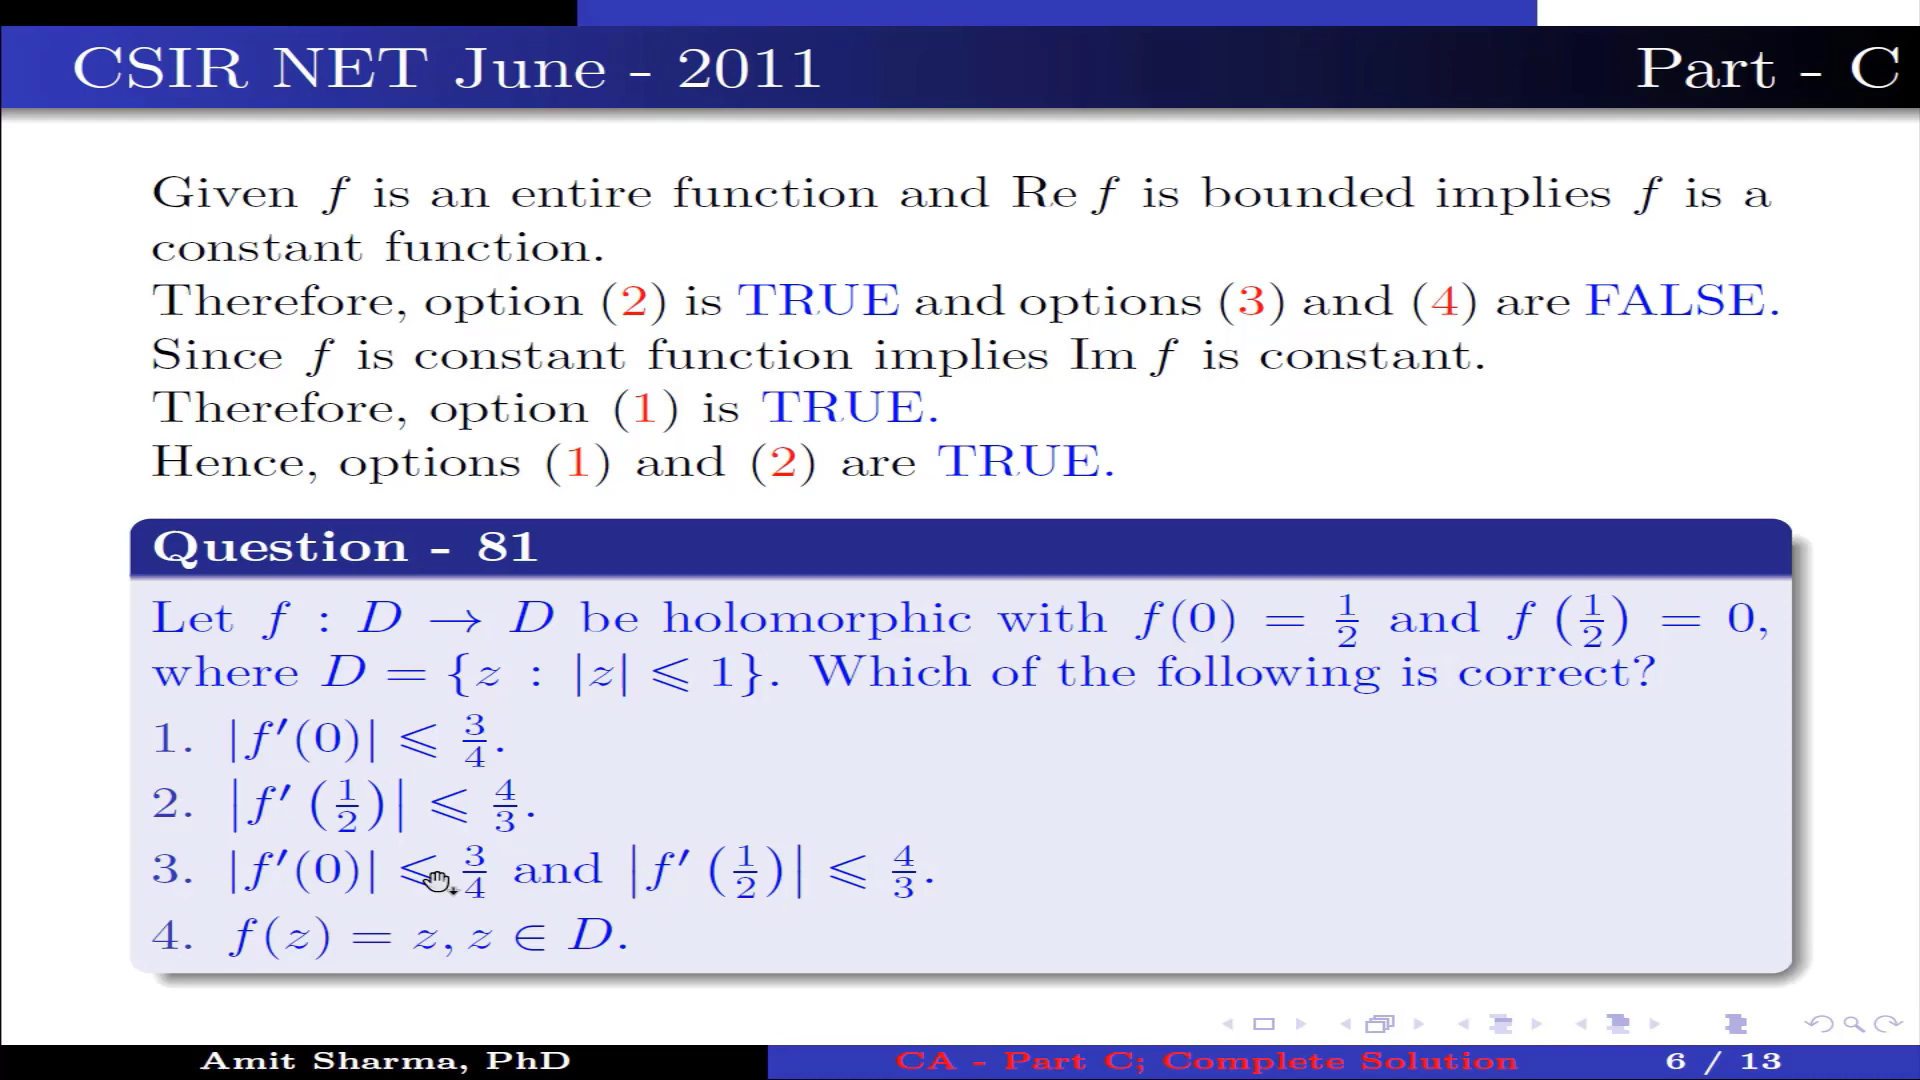 CSIR NET June - 2011 Part - C
Given f is an entire function and Re f is bounded implies f is a
constant function.
Therefore, option (2) is TRUE and options (3) and (4) are FALSE.
Since f is constant function implies Im f is constant.
Therefore, option (1) is TRUE.
Hence, options (1) and (2) are TRUE.
Question - 81
Let f : D → D be holomorphic with f(0) = 1/2 and f (1/2) = 0,
where D = {z : |z| ⩽ 1}. Which of the following is correct?
1. |f′(0)| ⩽ 3/4.
2. |f′ (1/2)| ⩽ 4/3.
3. |f′(0)| ⩽ 3/4 and |f′ (1/2)| ⩽ 4/3.
4. f(z) = z, z ∈ D.
Amit Sharma, PhD CA - Part C; Complete Solution 6 / 13